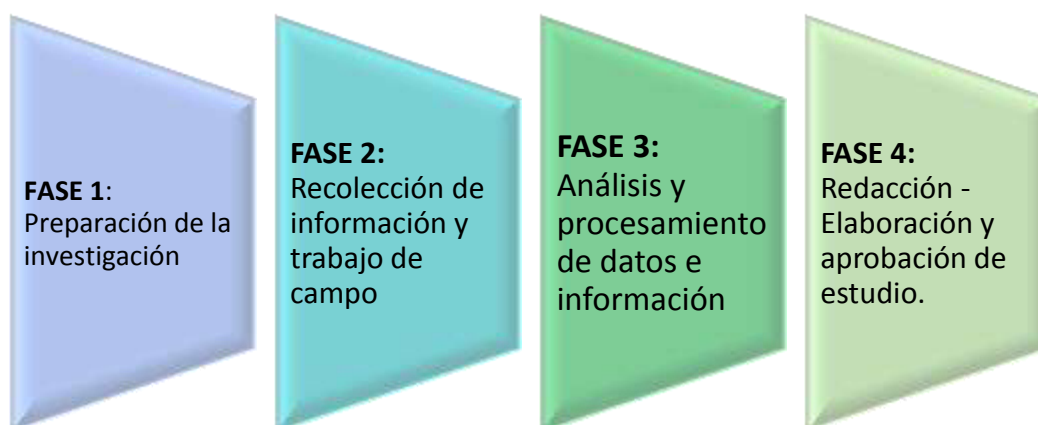 FASE 1:
Preparación de la
investigación
FASE 2:
Recolección de
información y
trabajo de
campo
FASE 3:
Análisis y
procesamiento
de datos e
información
FASE 4:
Redacción -
Elaboración y
aprobación de
estudio.